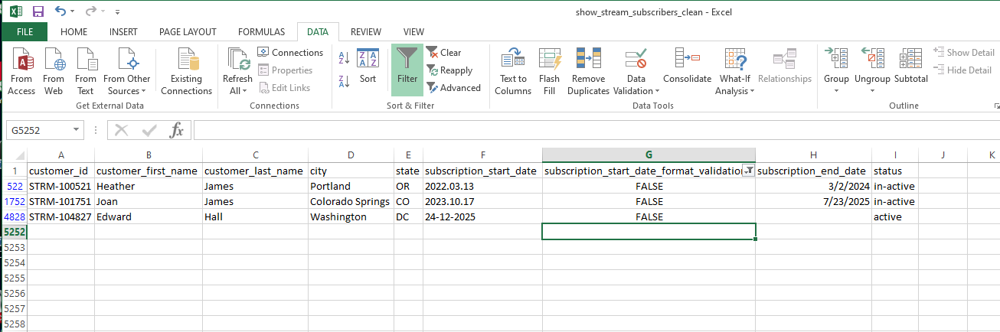 show_stream_subscribers_clean - Excel
FILE HOME INSERT PAGE LAYOUT FORMULAS DATA REVIEW VIEW
From Access
From Web
From Text
From Other Sources
Existing Connections
Get External Data
Refresh All
Connections
Properties
Edit Links
Connections
Sort
Filter
Clear
Reapply
Advanced
Sort & Filter
Text to Columns
Flash Fill
Remove Duplicates
Data Validation
Consolidate
What-If Analysis
Relationships
Data Tools
Group
Ungroup
Subtotal
Show Detail
Hide Detail
Outline
G5252 fx
A B C D E F G H I J K
1 customer_id customer_first_name customer_last_name city state subscription_start_date subscription_start_date_format_validation subscription_end_date status
522 STRM-100521 Heather James Portland OR 2022.03.13 FALSE 3/2/2024 in-active
1752 STRM-101751 Joan James Colorado Springs CO 2023.10.17 FALSE 7/23/2025 in-active
4828 STRM-104827 Edward Hall Washington DC 24-12-2025 FALSE active
5252
5253
5254
5255
5256
5257
5258